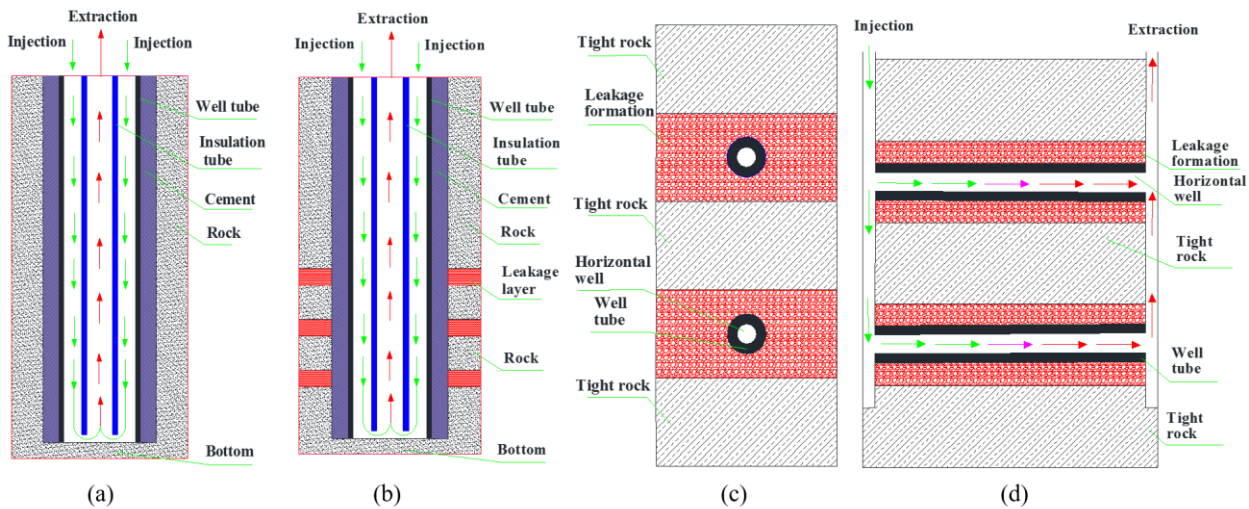 Extraction
Injection
Injection
Well tube
Insulation
tube
Cement
Rock
Bottom
(a)
Extraction
Injection
Injection
Well tube
Insulation
tube
Cement
Rock
Leakage
layer
Rock
Bottom
(b)
Tight rock
Leakage
formation
Tight rock
Horizontal
well
Well
tube
Tight rock
(c)
Injection
Extraction
Leakage
formation
Horizontal
well
Tight
rock
Well
tube
Tight
rock
(d)